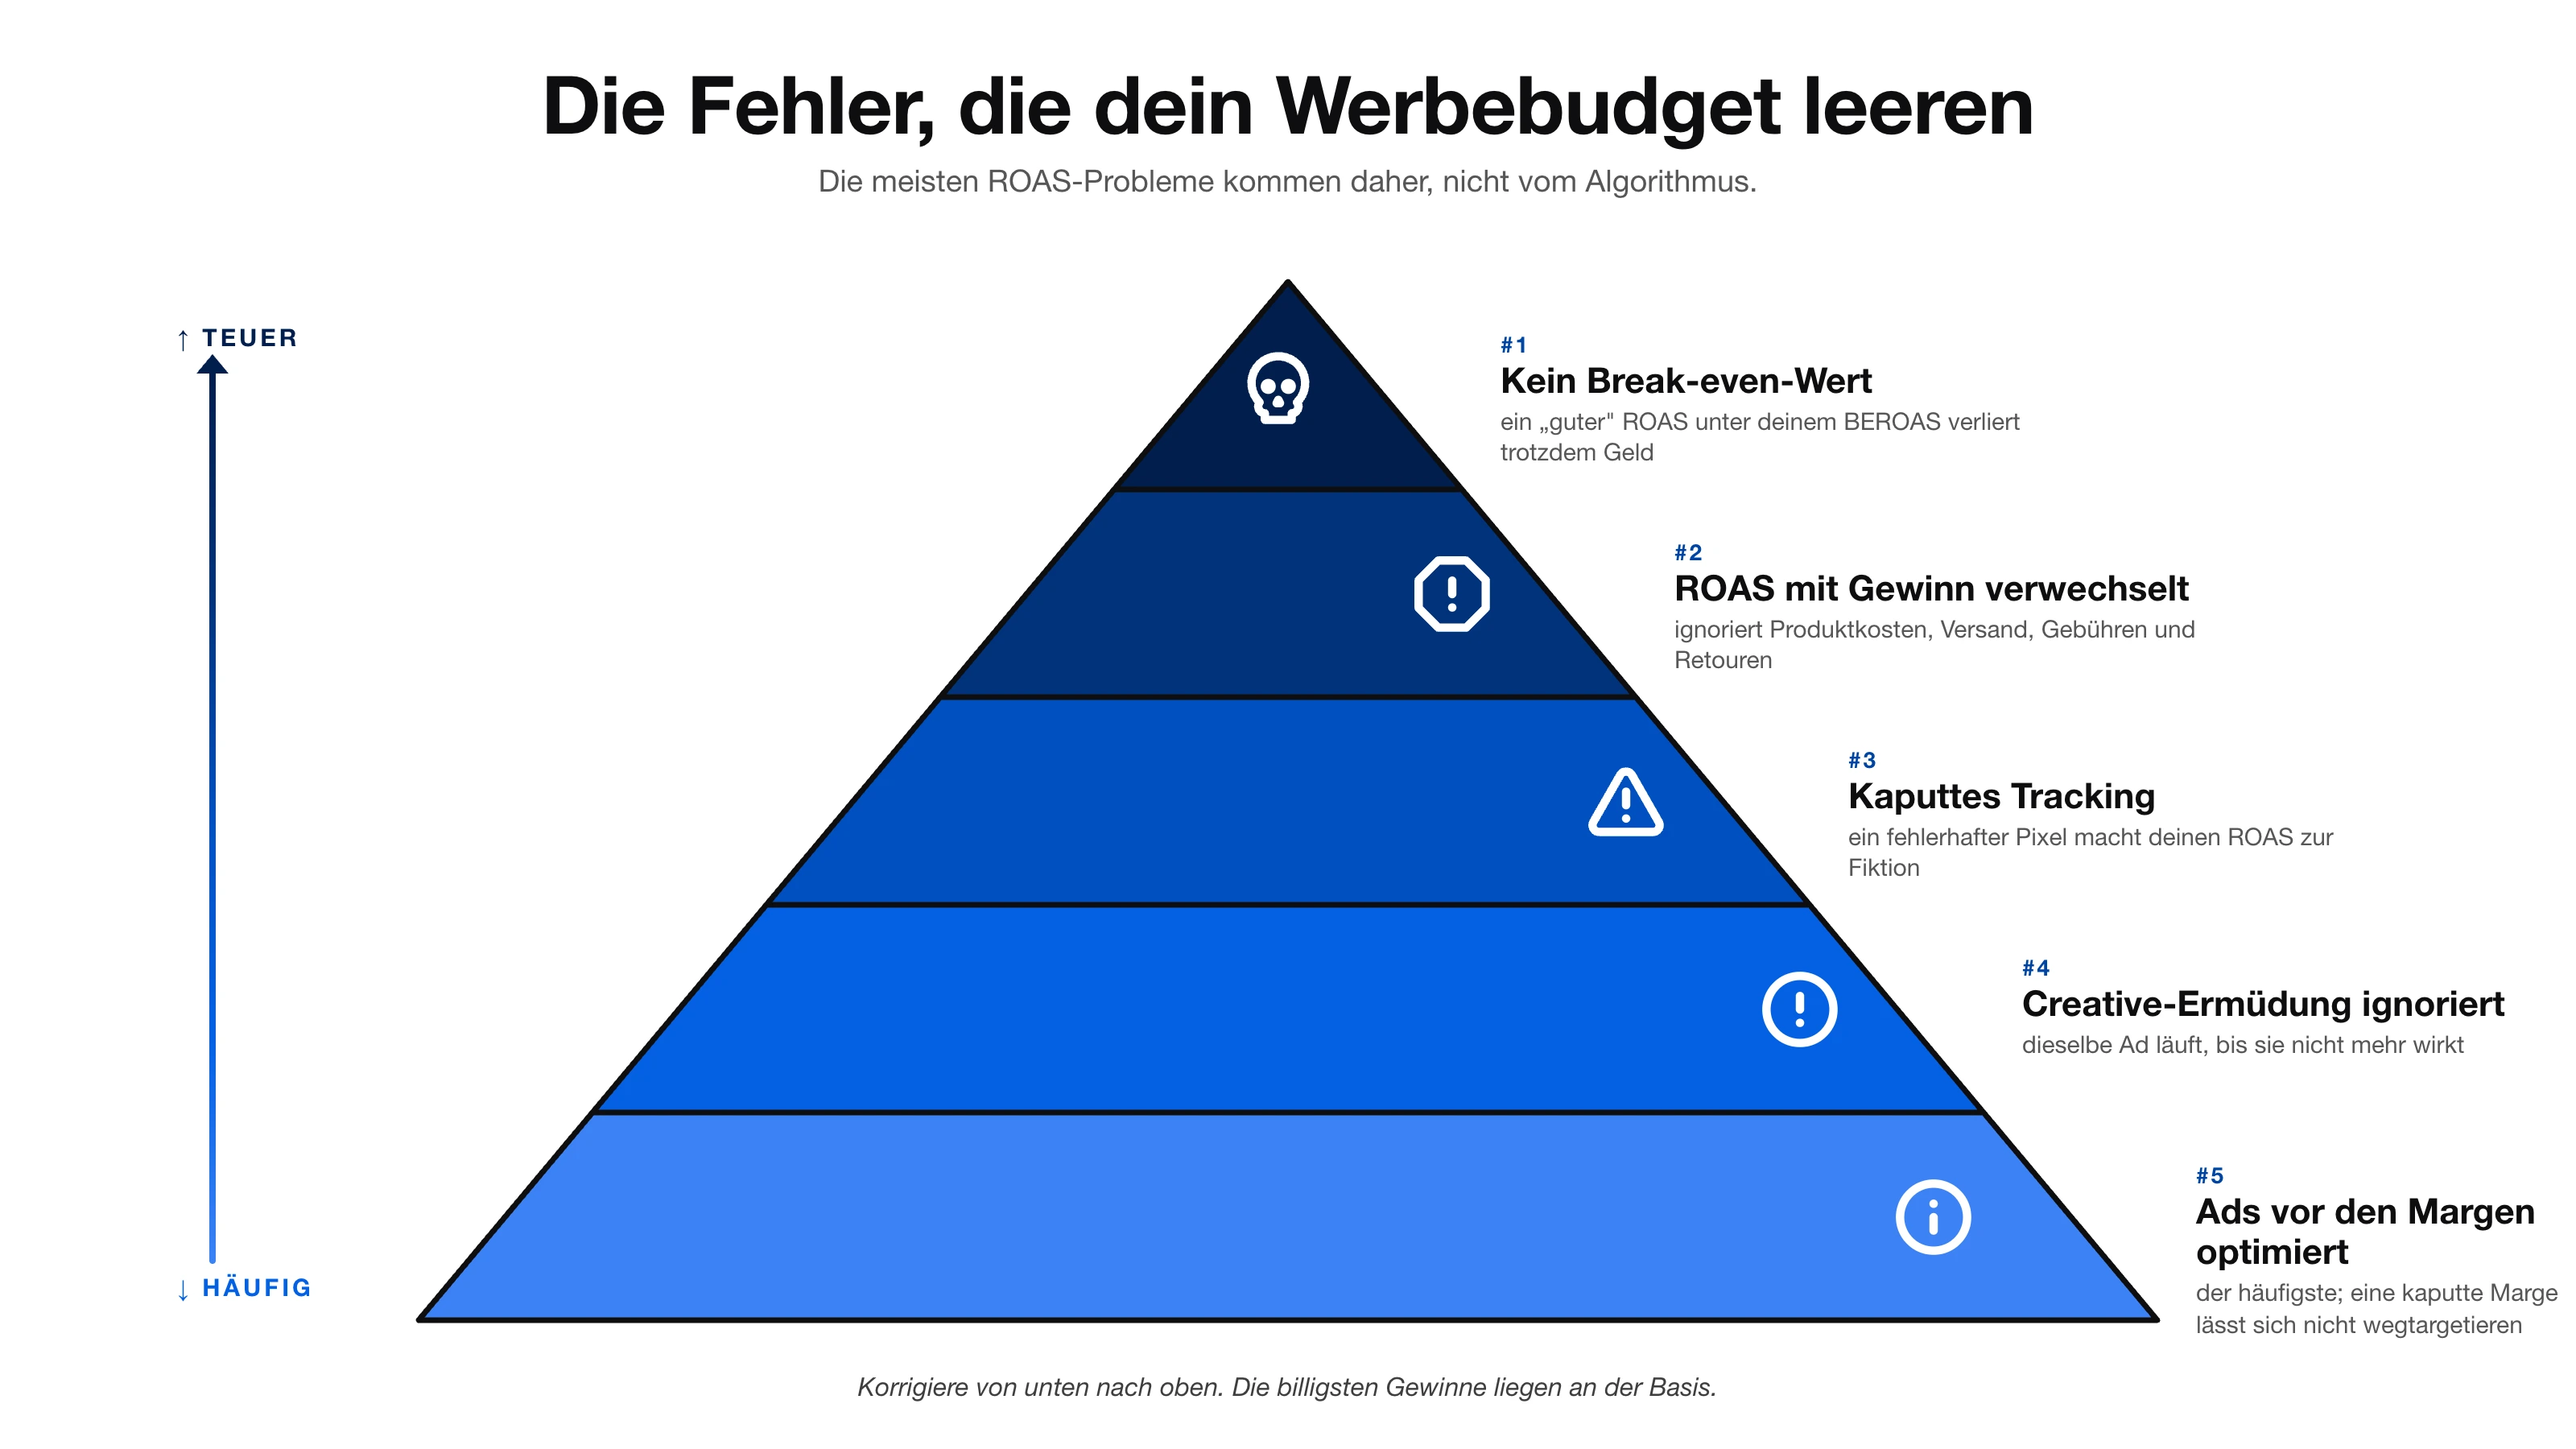 Die Fehler, die dein Werbebudget leeren
Die meisten ROAS-Probleme kommen daher, nicht vom Algorithmus.
↑ TEUER
#1
Kein Break-even-Wert
ein „guter" ROAS unter deinem BEROAS verliert
trotzdem Geld
#2
ROAS mit Gewinn verwechselt
ignoriert Produktkosten, Versand, Gebühren und
Retouren
#3
Kaputtes Tracking
ein fehlerhafter Pixel macht deinen ROAS zur
Fiktion
#4
Creative-Ermüdung ignoriert
dieselbe Ad läuft, bis sie nicht mehr wirkt
#5
Ads vor den Margen
optimiert
der häufigste; eine kaputte Marge
lässt sich nicht wegtargetieren
↓ HÄUFIG
Korrigiere von unten nach oben. Die billigsten Gewinne liegen an der Basis.